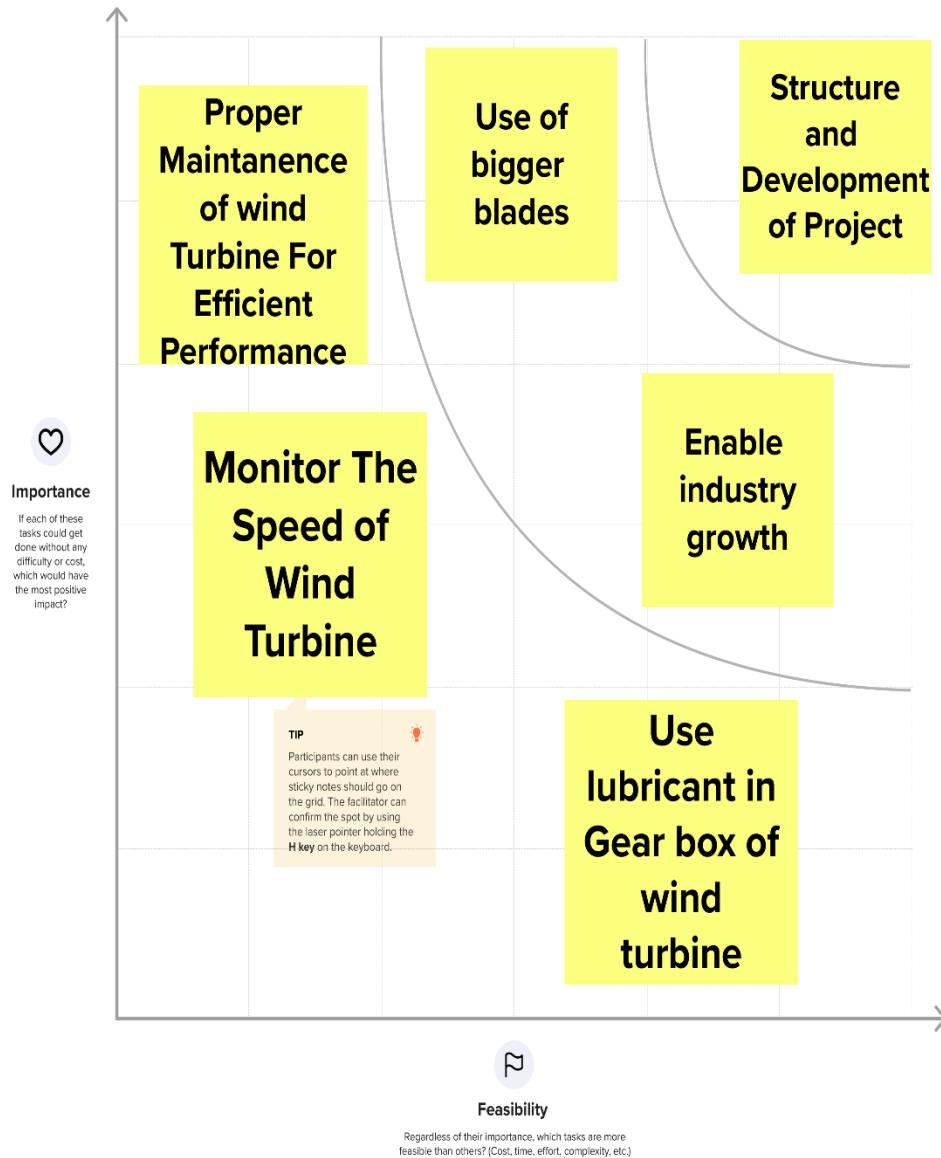 Proper
Maintanence
of wind
Turbine For
Efficient
Performance
Use of
bigger
blades
Structure
and
Development
of Project
Monitor The
Speed of
Wind
Turbine
Enable
industry
growth
Use
lubricant in
Gear box of
wind
turbine
Importance
If each of these
tasks could get
done without any
difficulty or cost,
which would have
the most positive
impact?
TIP
Participants can use their
cursors to point at where
sticky notes should go on
the grid. The facilitator can
confirm the spot by using
the laser pointer holding the
H key on the keyboard.
Feasibility
Regardless of their importance, which tasks are more
feasible than others? (Cost, time, effort, complexity, etc.)